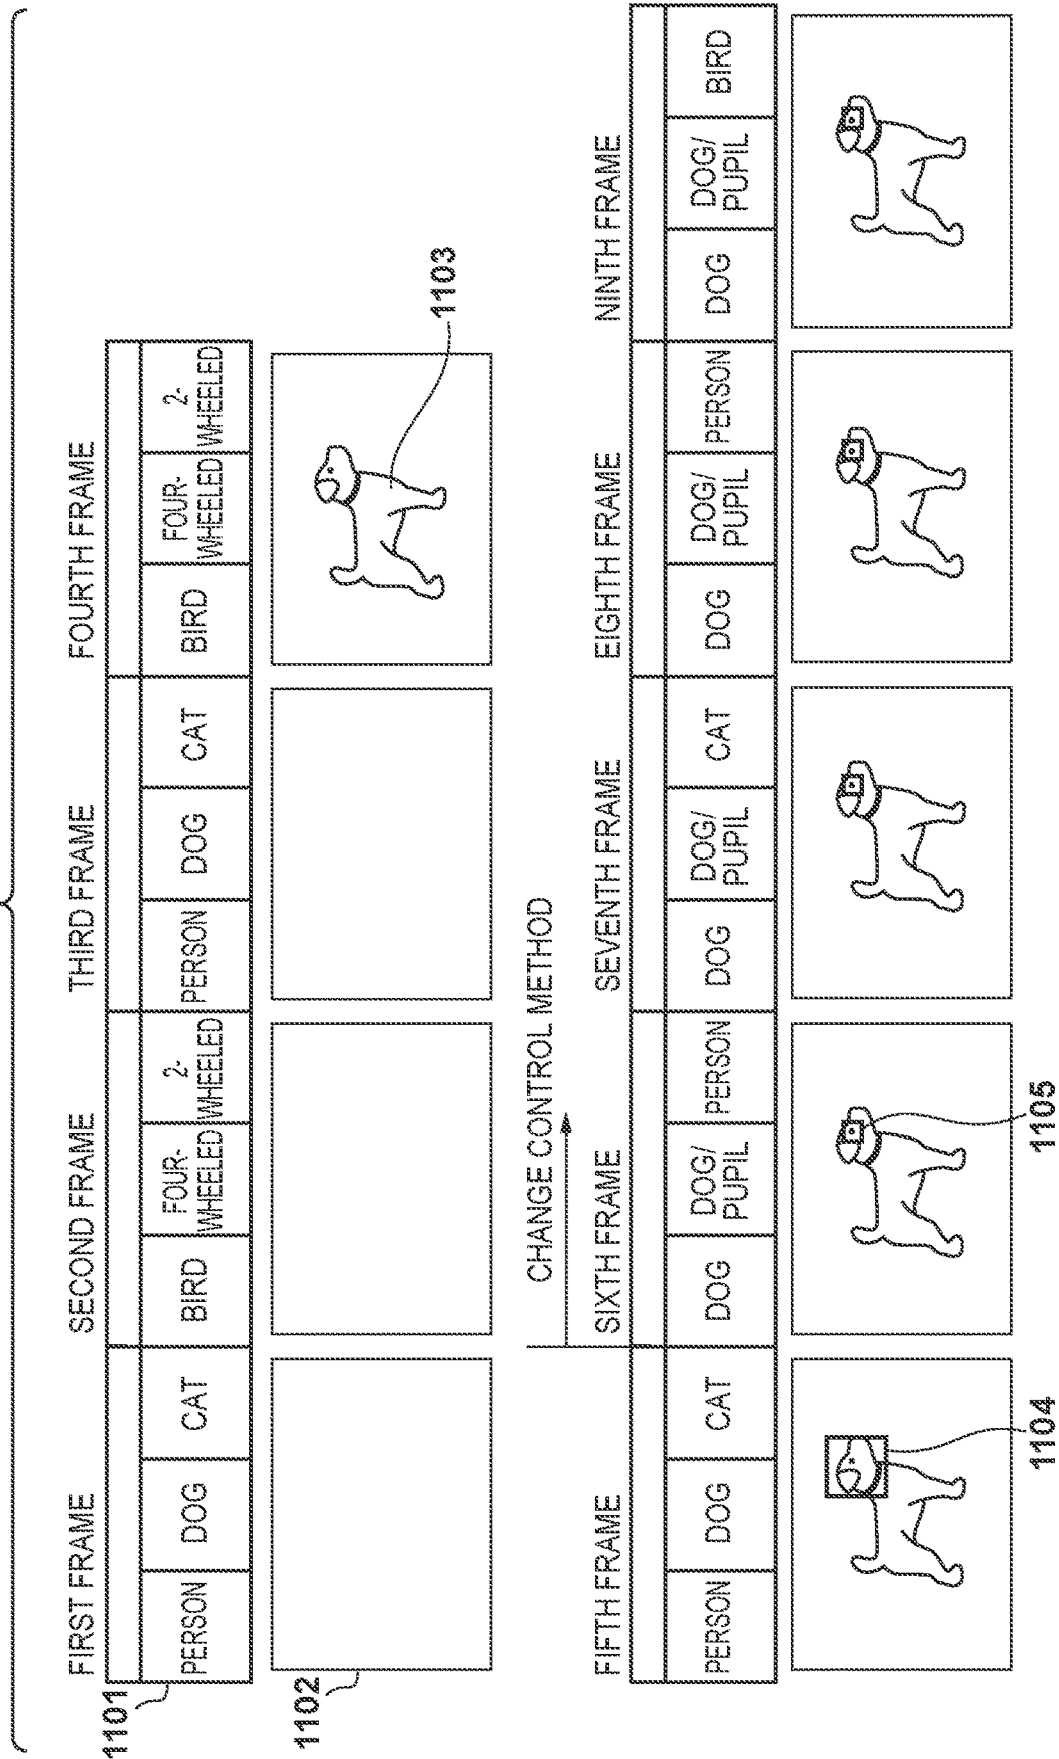 FIRST FRAME
SECOND FRAME
THIRD FRAME
FOURTH FRAME
1101
PERSON
DOG
CAT
BIRD
FOUR-
WHEELED
2-
WHEELED
PERSON
DOG
CAT
BIRD
FOUR-
WHEELED
2-
WHEELED
1102
1103
CHANGE CONTROL METHOD
FIFTH FRAME
SIXTH FRAME
SEVENTH FRAME
EIGHTH FRAME
NINTH FRAME
PERSON
DOG
CAT
DOG
DOG/
PUPIL
PERSON
DOG
DOG/
PUPIL
CAT
DOG
DOG/
PUPIL
PERSON
DOG
DOG/
PUPIL
BIRD
1104
1105